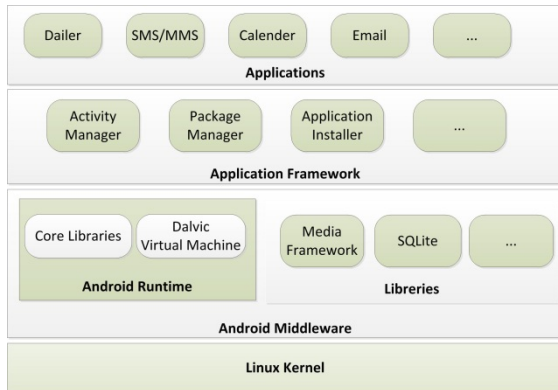 Dailer
SMS/MMS
Calender
Email
...
Applications
Activity
Manager
Package
Manager
Application
Installer
...
Application Framework
Core Libraries
Dalvic
Virtual Machine
Android Runtime
Media
Framework
SQLite
...
Libreries
Android Middleware
Linux Kernel